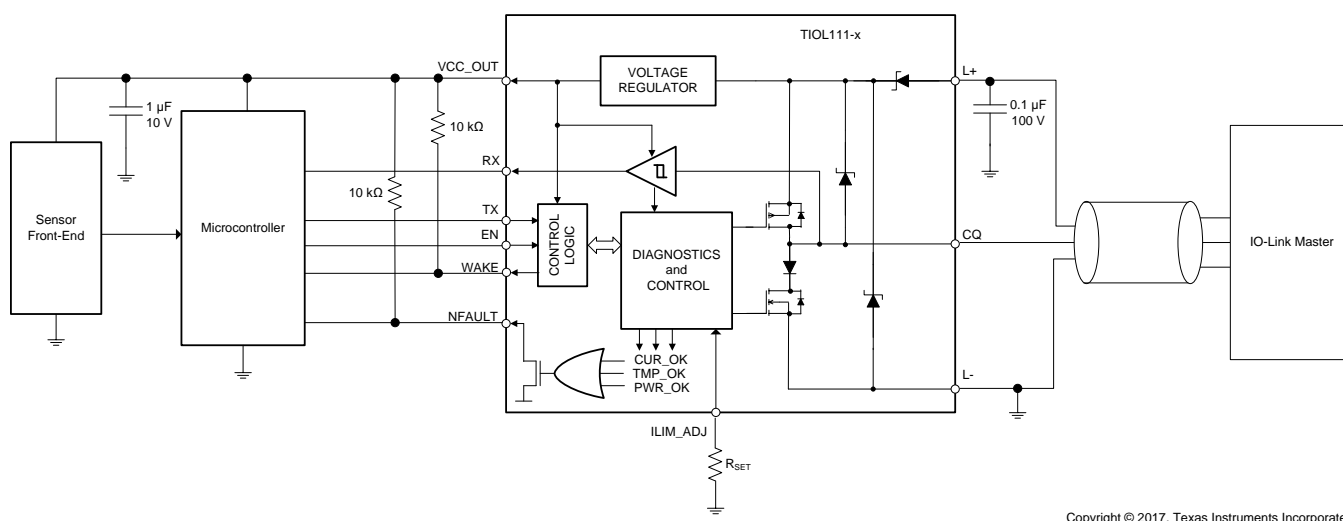 TIOL111-x
VCC_OUT
VOLTAGE
REGULATOR
L+
1 µF
10 V
10 kΩ
0.1 µF
100 V
RX
10 kΩ
Sensor
Front-End
Microcontroller
TX
EN
WAKE
NFAULT
CONTROL
LOGIC
DIAGNOSTICS
and
CONTROL
CQ
IO-Link Master
CUR_OK
TMP_OK
PWR_OK
L-
ILIM_ADJ
RSET
Copyright © 2017, Texas Instruments Incorporate